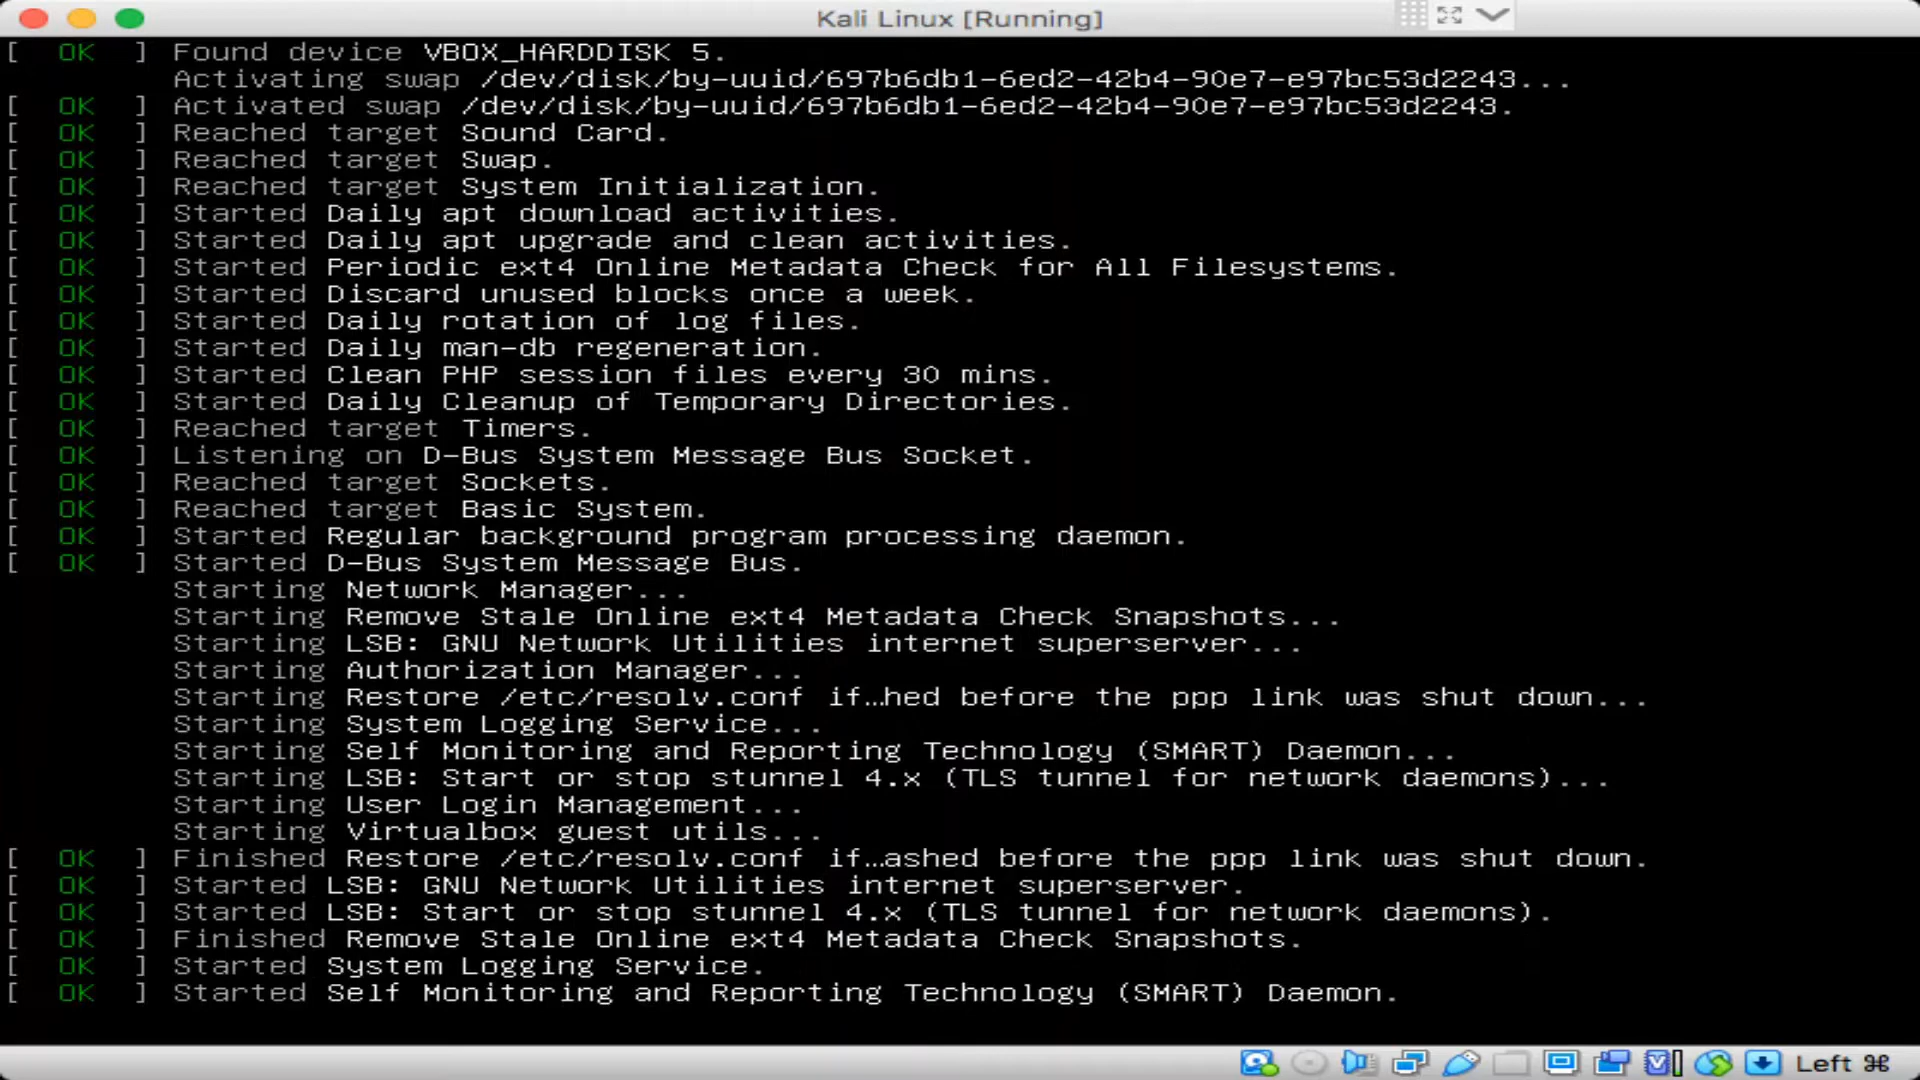 Kali Linux [Running]
[ OK ] Found device VBOX_HARDDISK 5.
Activating swap /dev/disk/by-uuid/697b6db1-6ed2-42b4-90e7-e97bc53d2243...
[ OK ] Activated swap /dev/disk/by-uuid/697b6db1-6ed2-42b4-90e7-e97bc53d2243.
[ OK ] Reached target Sound Card.
[ OK ] Reached target Swap.
[ OK ] Reached target System Initialization.
[ OK ] Started Daily apt download activities.
[ OK ] Started Daily apt upgrade and clean activities.
[ OK ] Started Periodic ext4 Online Metadata Check for All Filesystems.
[ OK ] Started Discard unused blocks once a week.
[ OK ] Started Daily rotation of log files.
[ OK ] Started Daily man-db regeneration.
[ OK ] Started Clean PHP session files every 30 mins.
[ OK ] Started Daily Cleanup of Temporary Directories.
[ OK ] Reached target Timers.
[ OK ] Listening on D-Bus System Message Bus Socket.
[ OK ] Reached target Sockets.
[ OK ] Reached target Basic System.
[ OK ] Started Regular background program processing daemon.
[ OK ] Started D-Bus System Message Bus.
Starting Network Manager...
Starting Remove Stale Online ext4 Metadata Check Snapshots...
Starting LSB: GNU Network Utilities internet superserver...
Starting Authorization Manager...
Starting Restore /etc/resolv.conf if…hed before the ppp link was shut down...
Starting System Logging Service...
Starting Self Monitoring and Reporting Technology (SMART) Daemon...
Starting LSB: Start or stop stunnel 4.x (TLS tunnel for network daemons)...
Starting User Login Management...
Starting Virtualbox guest utils...
[ OK ] Finished Restore /etc/resolv.conf if…ashed before the ppp link was shut down.
[ OK ] Started LSB: GNU Network Utilities internet superserver.
[ OK ] Started LSB: Start or stop stunnel 4.x (TLS tunnel for network daemons).
[ OK ] Finished Remove Stale Online ext4 Metadata Check Snapshots.
[ OK ] Started System Logging Service.
[ OK ] Started Self Monitoring and Reporting Technology (SMART) Daemon.
Left ⌘